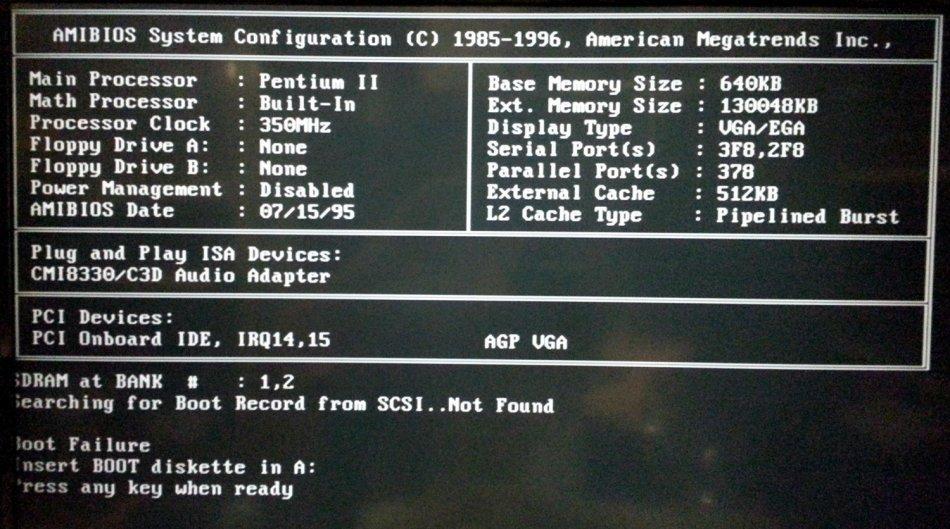 AMIBIOS System Configuration (C) 1985-1996, American Megatrends Inc.,
Main Processor : Pentium II
Math Processor : Built-In
Processor Clock : 350MHz
Floppy Drive A: : None
Floppy Drive B: : None
Power Management : Disabled
AMIBIOS Date : 07/15/95
Base Memory Size : 640KB
Ext. Memory Size : 130048KB
Display Type : VGA/EGA
Serial Port(s) : 3F8,2F8
Parallel Port(s) : 378
External Cache : 512KB
L2 Cache Type : Pipelined Burst
Plug and Play ISA Devices:
CMI8330/C3D Audio Adapter
PCI Devices:
PCI Onboard IDE, IRQ14,15
AGP VGA
SDRAM at BANK # : 1,2
Searching for Boot Record from SCSI..Not Found
Boot Failure
Insert BOOT diskette in A:
Press any key when ready